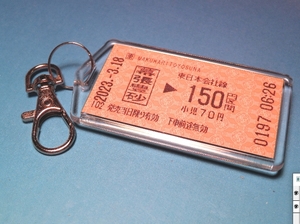 MAKUHARITOYOSUNA
2023.-3.18
幕張豊砂
▶
東日本会社線
150円区間
小児70円
発売当日限り有効
下車前途無効
0197 06:26